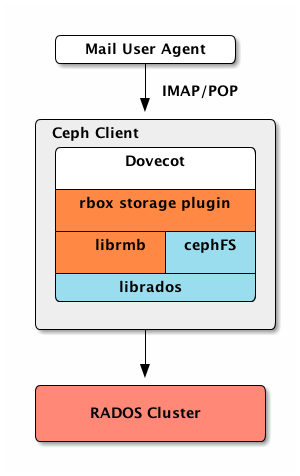 Mail User Agent
IMAP/POP
Ceph Client
Dovecot
rbox storage plugin
librmb
cephFS
librados
RADOS Cluster